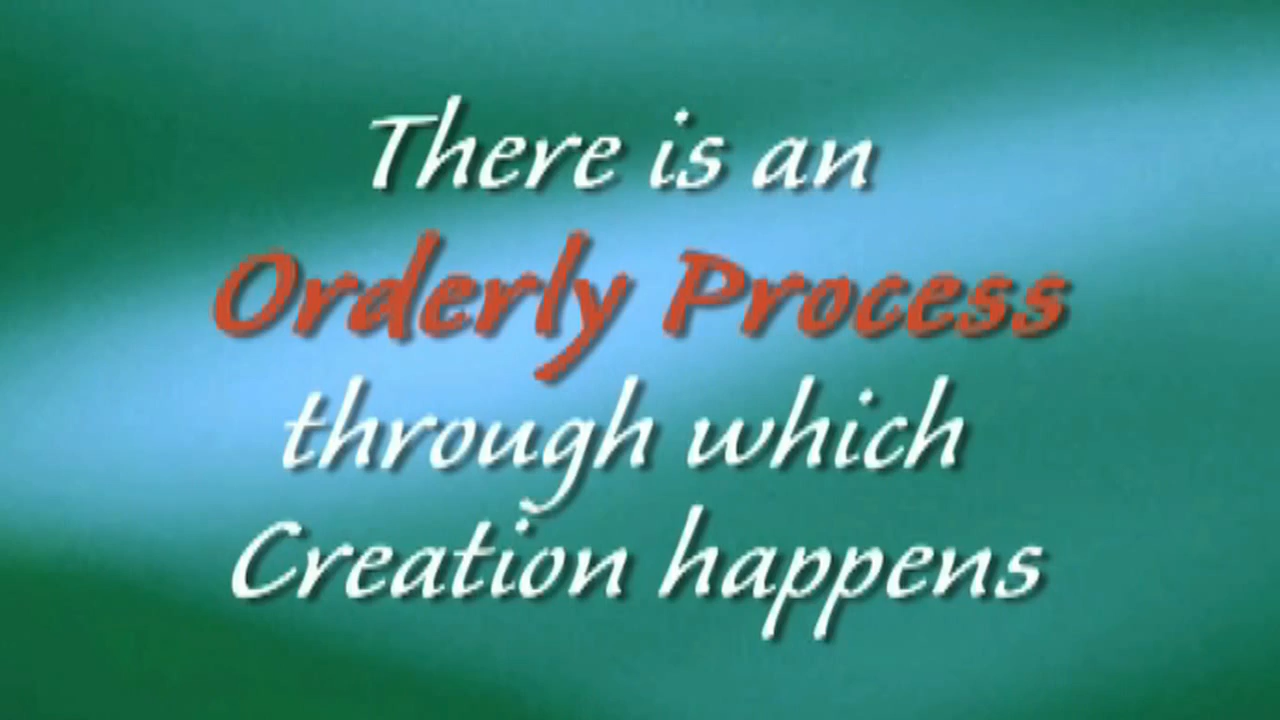 There is an
Orderly Process
through which
Creation happens